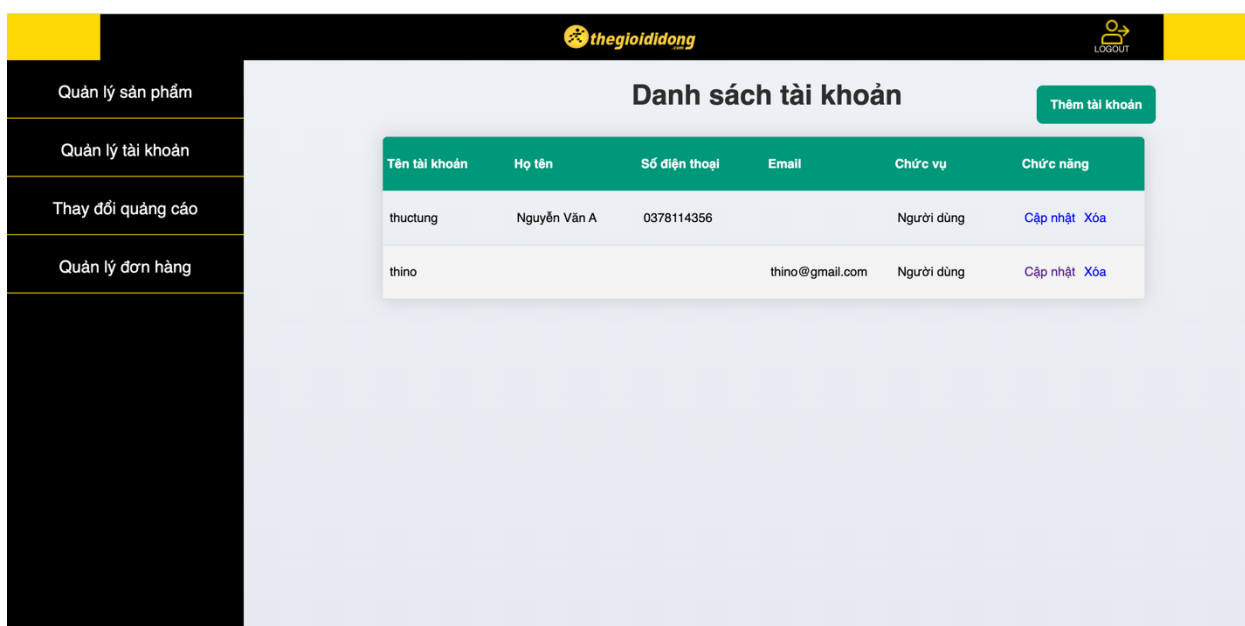 thegioididong
.com
LOGOUT
Quản lý sản phẩm
Quản lý tài khoản
Thay đổi quảng cáo
Quản lý đơn hàng
Danh sách tài khoản
Thêm tài khoản
Tên tài khoản Họ tên Số điện thoại Email Chức vụ Chức năng
thuctung Nguyễn Văn A 0378114356 Người dùng Cập nhật Xóa
thino thino@gmail.com Người dùng Cập nhật Xóa